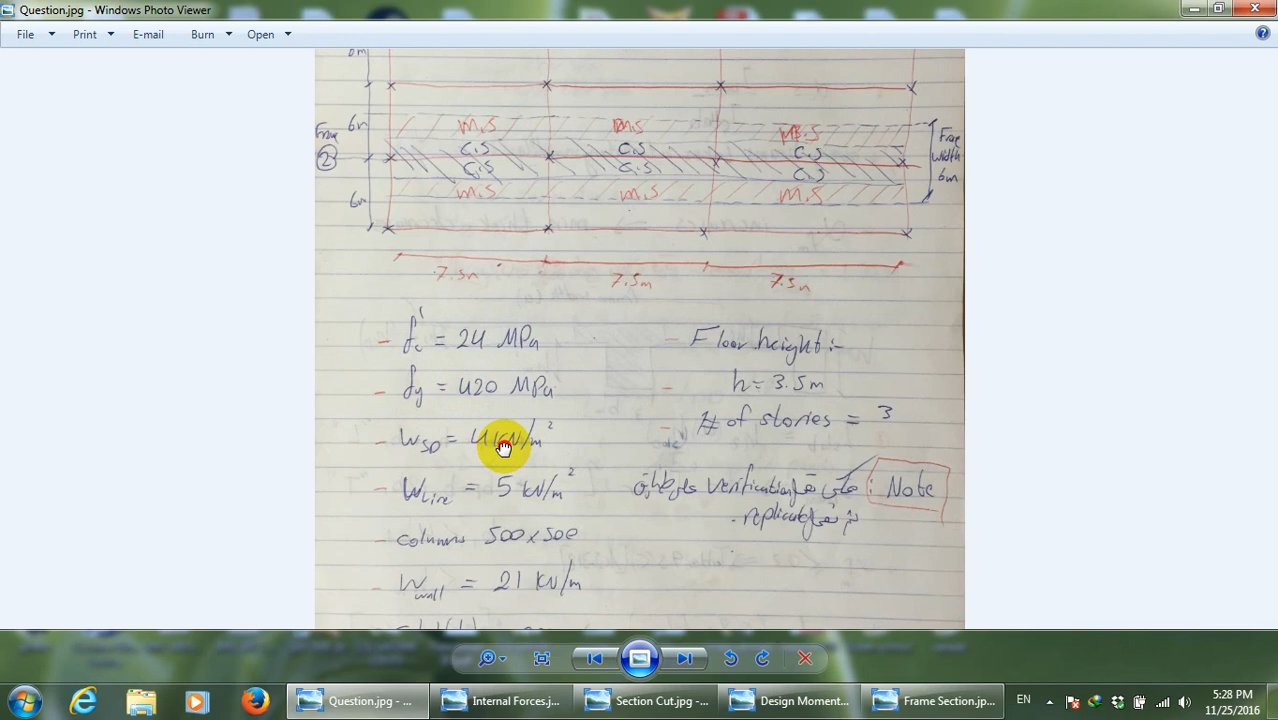 Question.jpg - Windows Photo Viewer
File Print E-mail Burn Open
6m
M.S M.S M.S
Frame
C.S C.S C.S
2
C.S C.S C.S
Frame width 6m
6m
M.S M.S M.S
7.5m 7.5m 7.5m
- fc' = 24 MPa
- fy = 420 MPa
- WSD = 4 KN/m²
- WLive = 5 kN/m²
- columns 500x500
- Wwall = 21 KN/m
- Floor height:-
- h = 3.5m
- # of stories = 3
Note :
verification
replicate
Question.jpg - ...
Internal Forces.j...
Section Cut.jpg -...
Design Moment...
Frame Section.jp...
EN
5:28 PM
11/25/2016